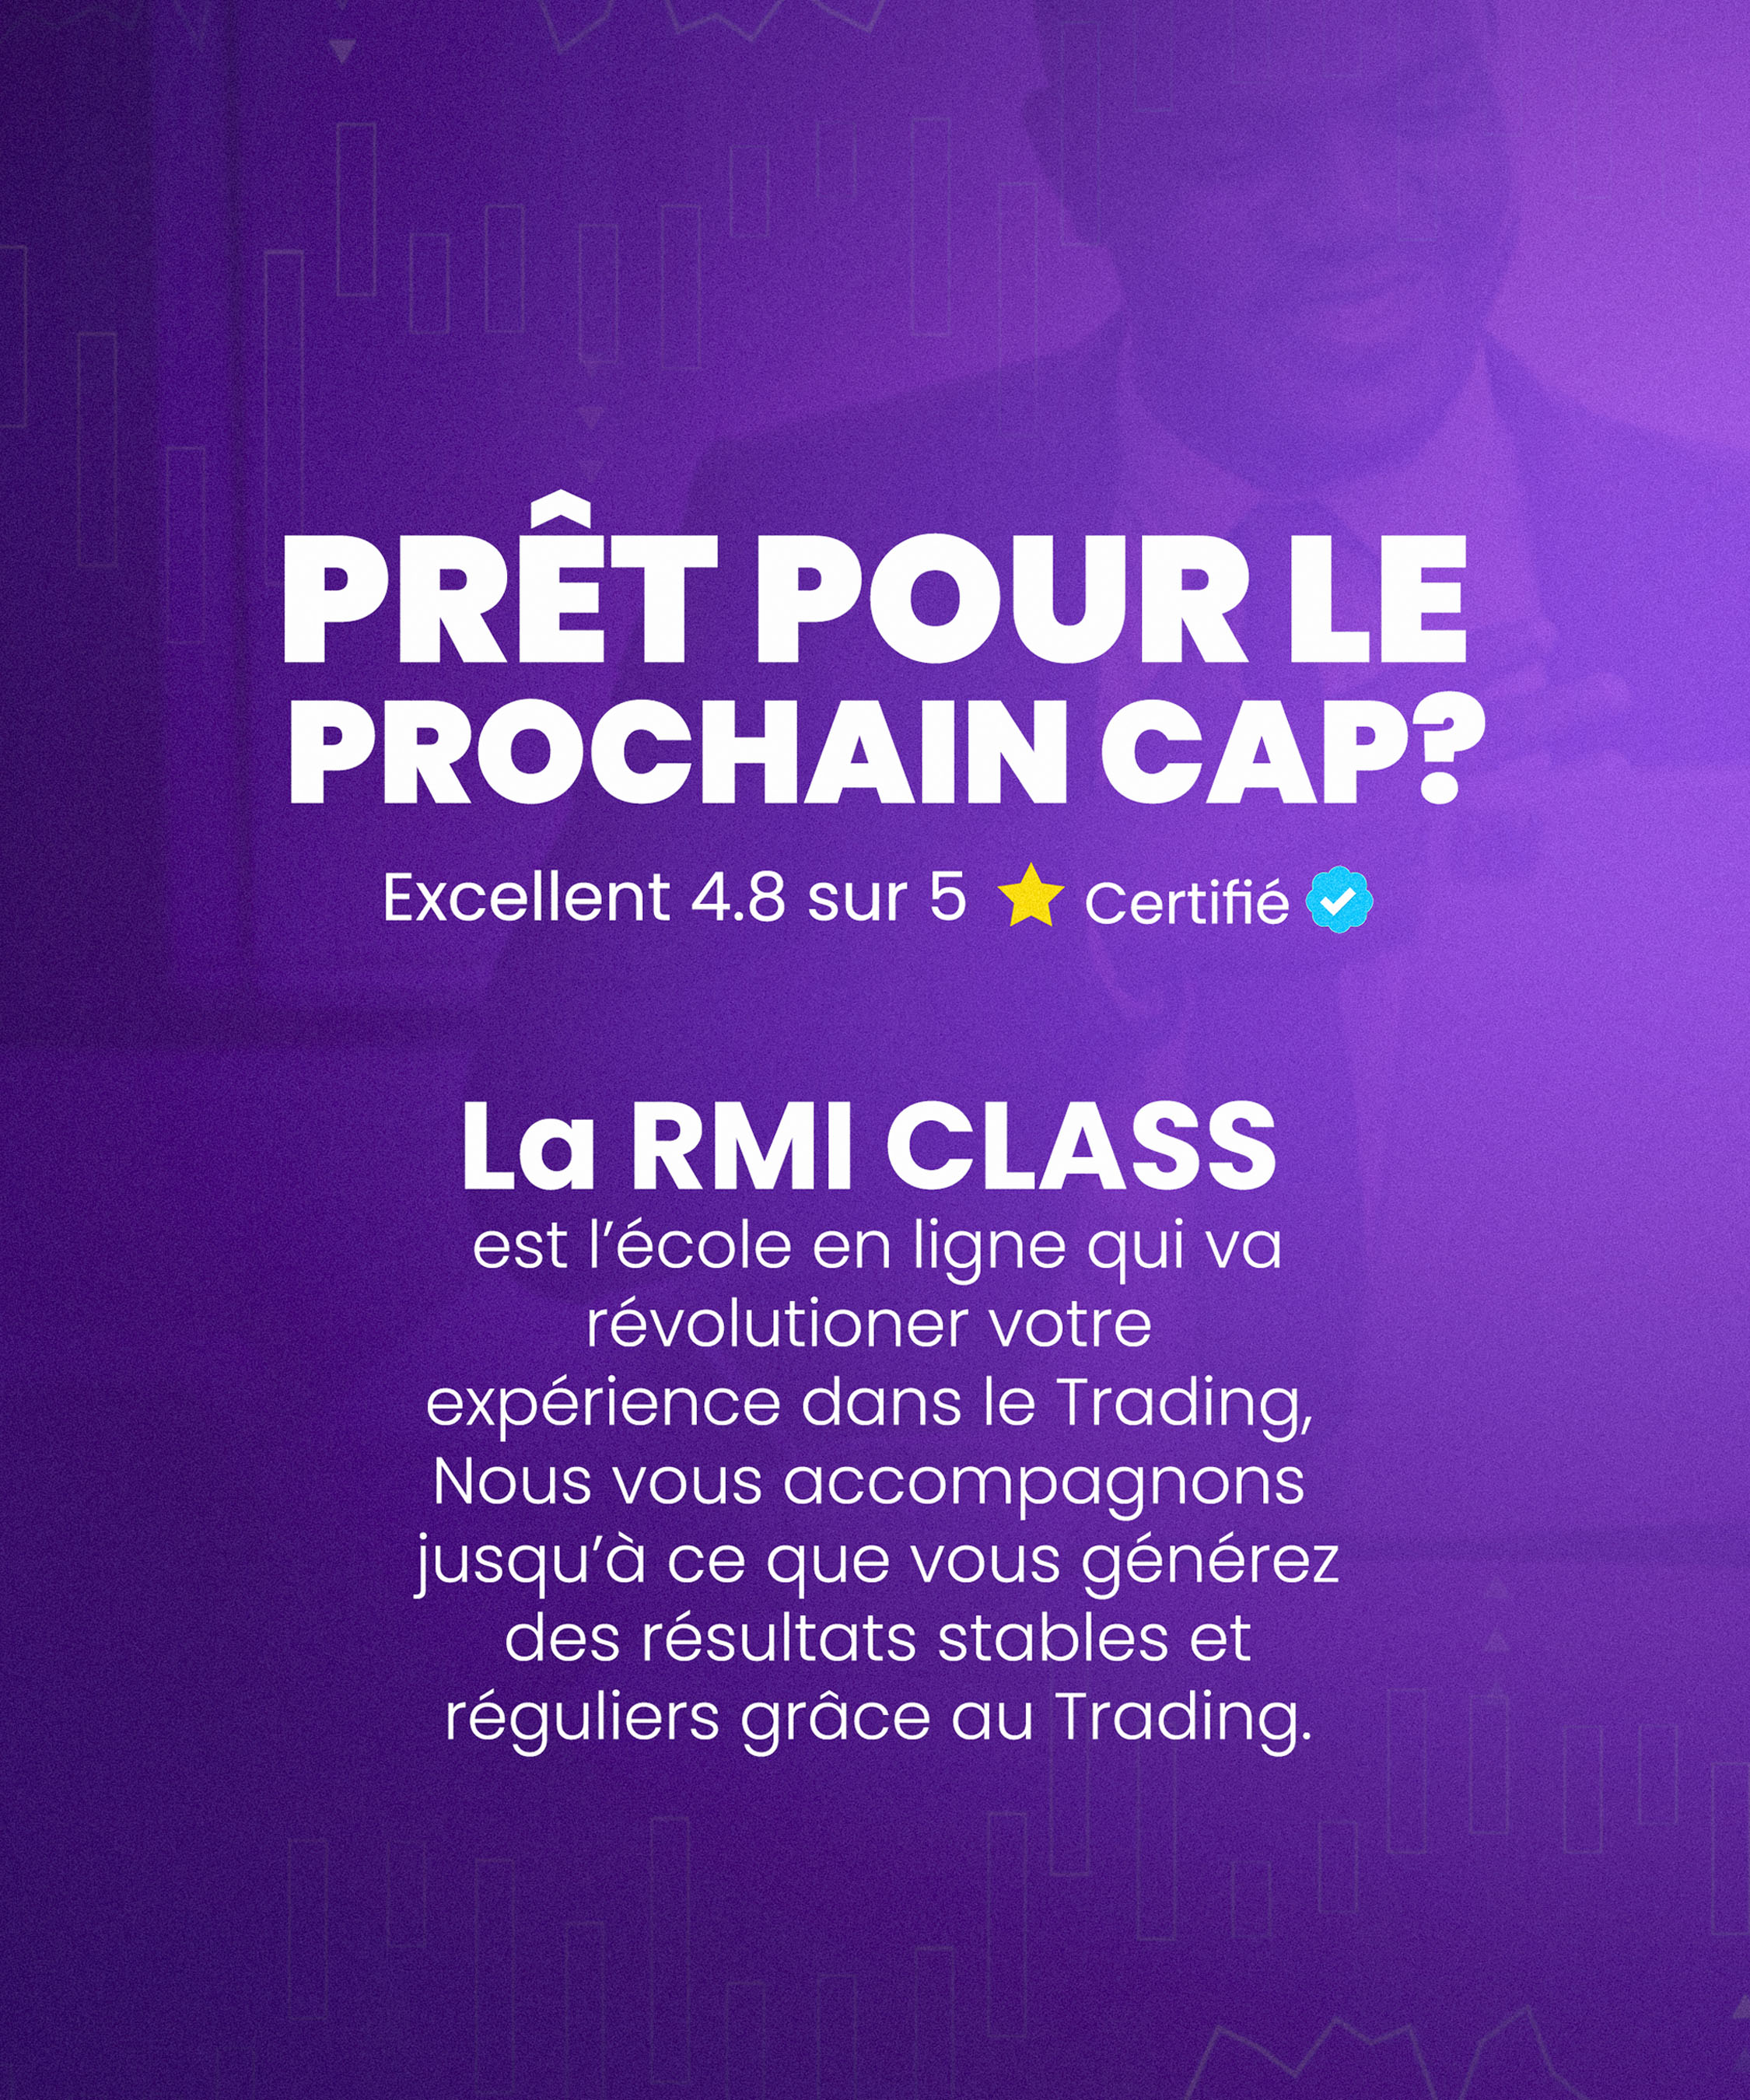 PRÊT POUR LE
PROCHAIN CAP?
Excellent 4.8 sur 5 Certifié
La RMI CLASS
est l’école en ligne qui va
révolutioner votre
expérience dans le Trading,
Nous vous accompagnons
jusqu’à ce que vous générez
des résultats stables et
réguliers grâce au Trading.